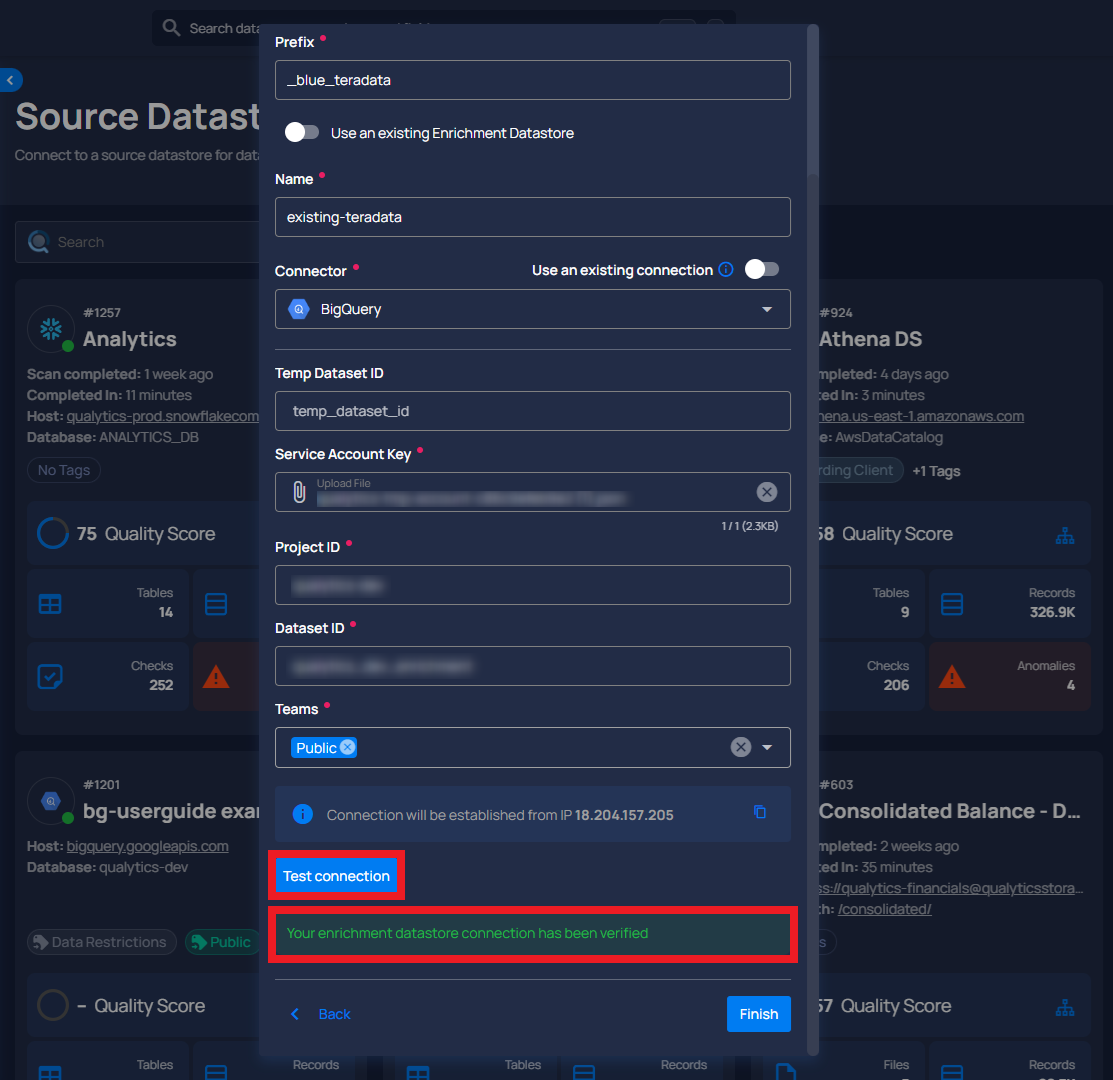 Search data
Source Datast
Connect to a source datastore for data
Search
#1257
Analytics
Scan completed: 1 week ago
Completed In: 11 minutes
Host: qualytics-prod.snowflakecom
Database: ANALYTICS_DB
No Tags
75 Quality Score
Tables
14
Checks
252
#1201
bg-userguide exar
Host: bigquery.googleapis.com
Database: qualytics-dev
Data Restrictions
Public
– Quality Score
Tables
Records
Prefix
_blue_teradata
Use an existing Enrichment Datastore
Name
existing-teradata
Connector
Use an existing connection
BigQuery
Temp Dataset ID
temp_dataset_id
Service Account Key
Upload File
1 / 1 (2.3KB)
Project ID
Dataset ID
Teams
Public
Connection will be established from IP 18.204.157.205
Test connection
Your enrichment datastore connection has been verified
Back
Finish
Tables
Records
#924
Athena DS
mpleted: 4 days ago
ted In: 3 minutes
hena.us-east-1.amazonaws.com
e: AwsDataCatalog
rding Client
+1 Tags
58 Quality Score
Tables
9
Records
326.9K
Checks
206
Anomalies
4
#603
Consolidated Balance - D...
mpleted: 2 weeks ago
ted In: 35 minutes
ss://qualytics-financials@qualyticsstora...
th: /consolidated/
s
57 Quality Score
Files
Records